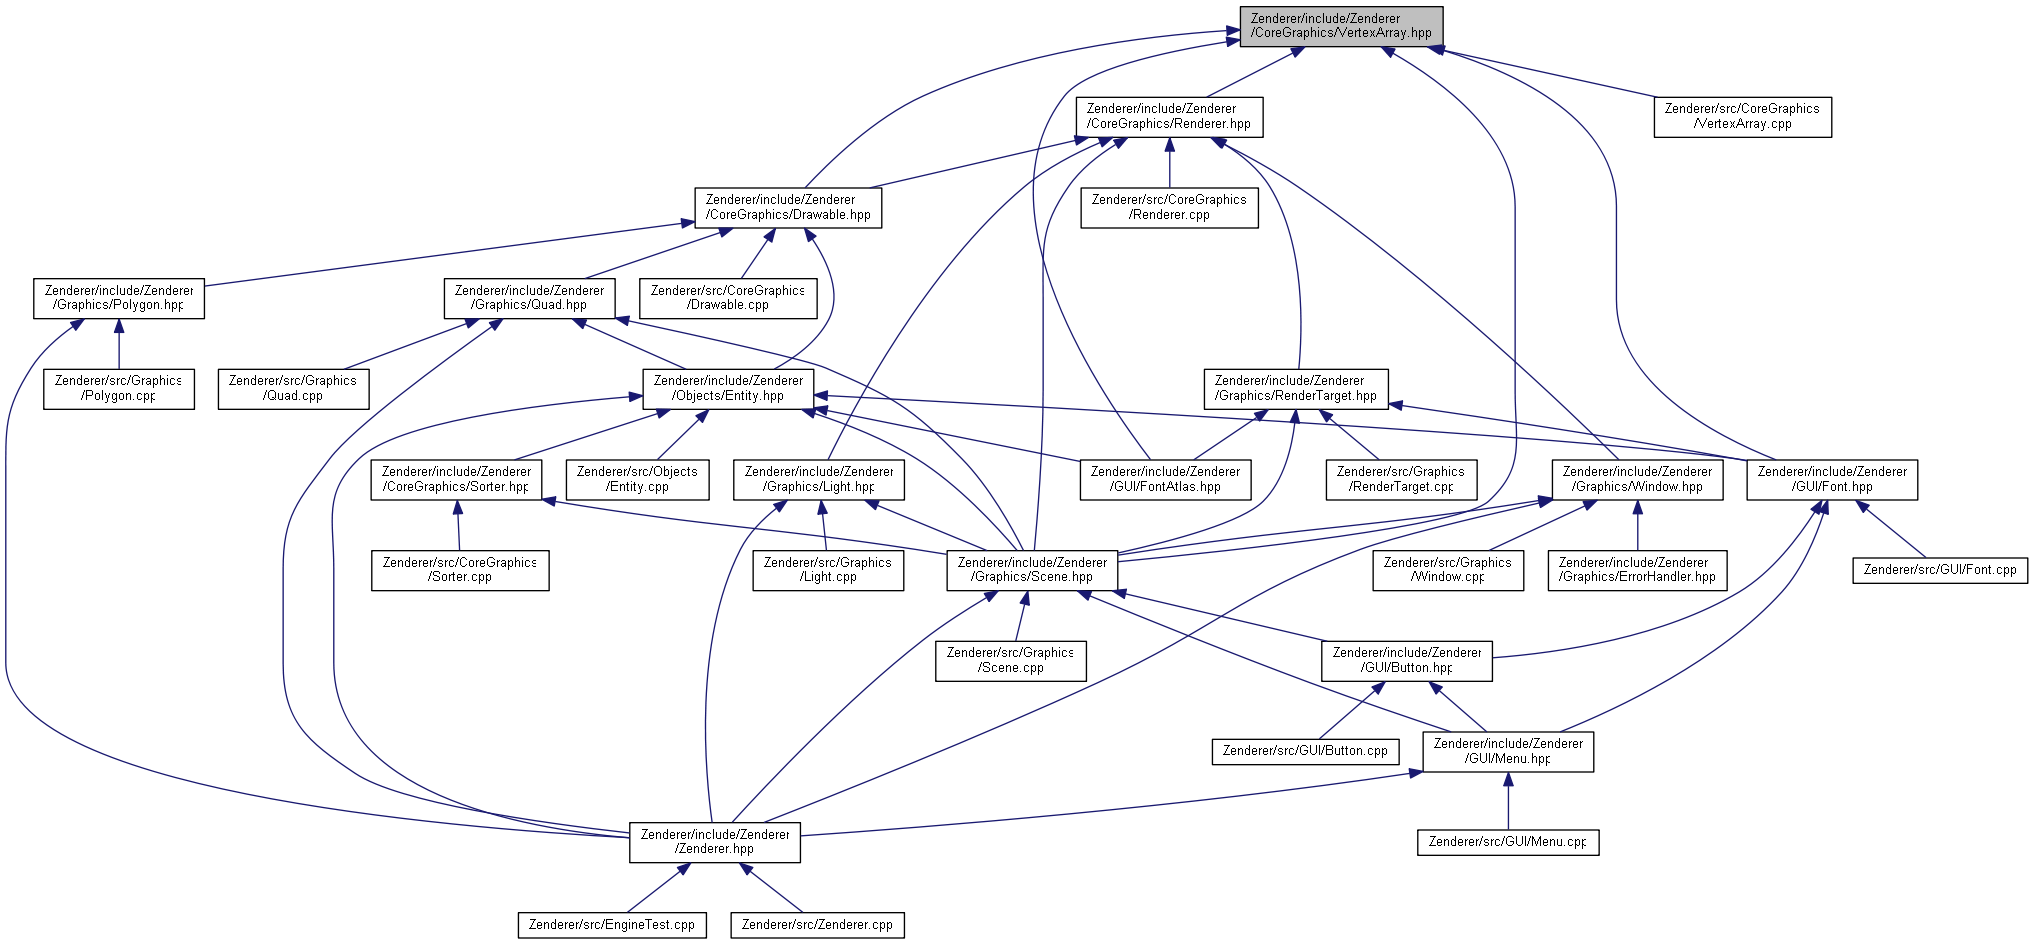 Zenderer/include/Zenderer
/CoreGraphics/VertexArray.hpp
Zenderer/include/Zenderer
/CoreGraphics/Renderer.hpp
Zenderer/src/CoreGraphics
/VertexArray.cpp
Zenderer/include/Zenderer
/CoreGraphics/Drawable.hpp
Zenderer/src/CoreGraphics
/Renderer.cpp
Zenderer/include/Zenderer
/Graphics/Polygon.hpp
Zenderer/include/Zenderer
/Graphics/Quad.hpp
Zenderer/src/CoreGraphics
/Drawable.cpp
Zenderer/src/Graphics
/Polygon.cpp
Zenderer/src/Graphics
/Quad.cpp
Zenderer/include/Zenderer
/Objects/Entity.hpp
Zenderer/include/Zenderer
/Graphics/RenderTarget.hpp
Zenderer/include/Zenderer
/CoreGraphics/Sorter.hpp
Zenderer/src/Objects
/Entity.cpp
Zenderer/include/Zenderer
/Graphics/Light.hpp
Zenderer/include/Zenderer
/GUI/FontAtlas.hpp
Zenderer/src/Graphics
/RenderTarget.cpp
Zenderer/include/Zenderer
/Graphics/Window.hpp
Zenderer/include/Zenderer
/GUI/Font.hpp
Zenderer/src/CoreGraphics
/Sorter.cpp
Zenderer/src/Graphics
/Light.cpp
Zenderer/include/Zenderer
/Graphics/Scene.hpp
Zenderer/src/Graphics
/Window.cpp
Zenderer/include/Zenderer
/Graphics/ErrorHandler.hpp
Zenderer/src/GUI/Font.cpp
Zenderer/src/Graphics
/Scene.cpp
Zenderer/include/Zenderer
/GUI/Button.hpp
Zenderer/src/GUI/Button.cpp
Zenderer/include/Zenderer
/GUI/Menu.hpp
Zenderer/include/Zenderer
/Zenderer.hpp
Zenderer/src/GUI/Menu.cpp
Zenderer/src/EngineTest.cpp
Zenderer/src/Zenderer.cpp